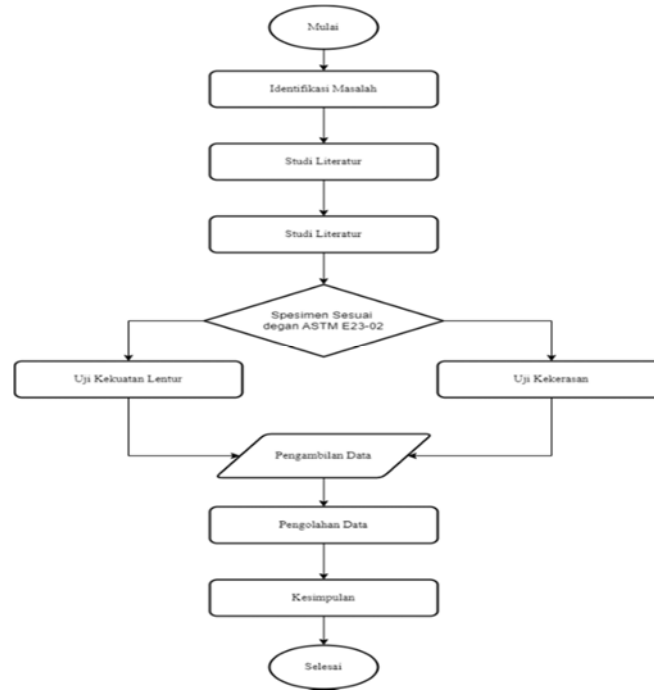 Mulai
Identifikasi Masalah
Studi Literatur
Studi Literatur
Spesimen Sesuai
degan ASTM E23-02
Uji Kekuatan Lentur
Uji Kekerasan
Pengambilan Data
Pengolahan Data
Kesimpulan
Selesai